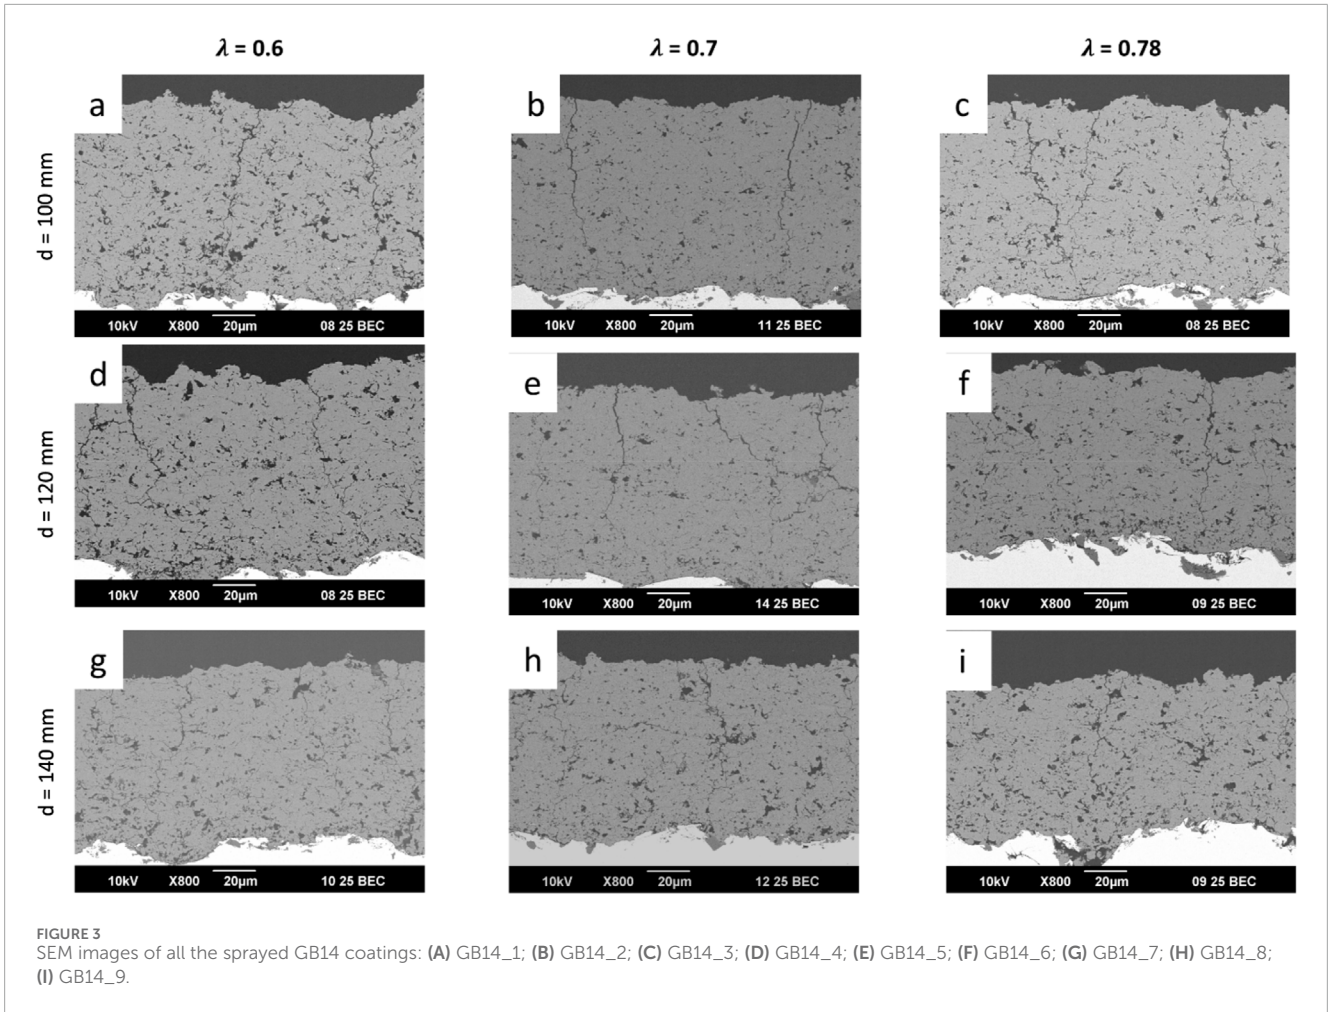 λ = 0.6
λ = 0.7
λ = 0.78
d = 100 mm
a
10kV X800 20μm 08 25 BEC
b
10kV X800 20μm 11 25 BEC
c
10kV X800 20μm 08 25 BEC
d = 120 mm
d
10kV X800 20μm 08 25 BEC
e
10kV X800 20μm 14 25 BEC
f
10kV X800 20μm 09 25 BEC
d = 140 mm
g
10kV X800 20μm 10 25 BEC
h
10kV X800 20μm 12 25 BEC
i
10kV X800 20μm 09 25 BEC
FIGURE 3
SEM images of all the sprayed GB14 coatings: (A) GB14_1; (B) GB14_2; (C) GB14_3; (D) GB14_4; (E) GB14_5; (F) GB14_6; (G) GB14_7; (H) GB14_8;
(I) GB14_9.